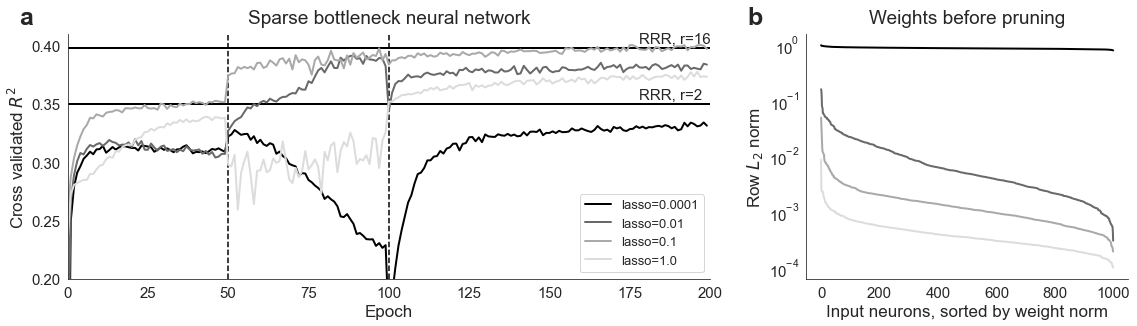 a
Sparse bottleneck neural network
Cross validated R²
0.40
0.35
0.30
0.25
0.20
RRR, r=16
RRR, r=2
lasso=0.0001
lasso=0.01
lasso=0.1
lasso=1.0
0 25 50 75 100 125 150 175 200
Epoch
b
Weights before pruning
Row L₂ norm
10⁰
10⁻¹
10⁻²
10⁻³
10⁻⁴
0 200 400 600 800 1000
Input neurons, sorted by weight norm